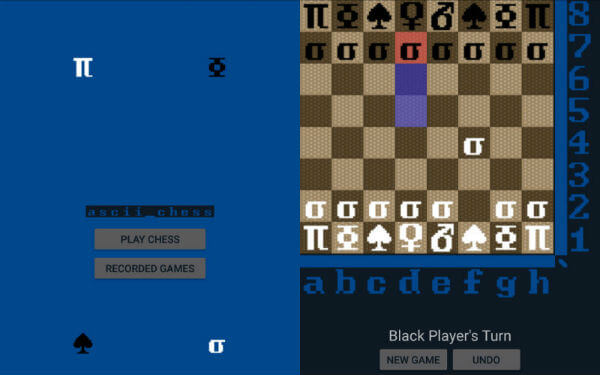 π Φ
ascii_chess
PLAY CHESS
RECORDED GAMES
♠ σ
π Φ ♠ ♀ ♂ ♠ Φ π 8
σ σ σ σ σ σ σ σ 7
6
5
σ 4
3
σ σ σ σ σ σ σ 2
π Φ ♠ ♀ ♂ ♠ Φ π 1
a b c d e f g h
Black Player's Turn
NEW GAME UNDO